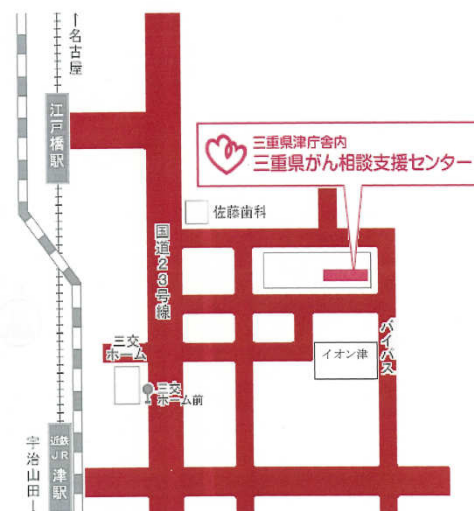 ↑名古屋
江戸橋駅
三重県津庁舎内
三重県がん相談支援センター
佐藤歯科
国道23号線
三交
ホーム
三交
ホーム前
イオン津
バイパス
近鉄
JR
津駅
宇治山田↓